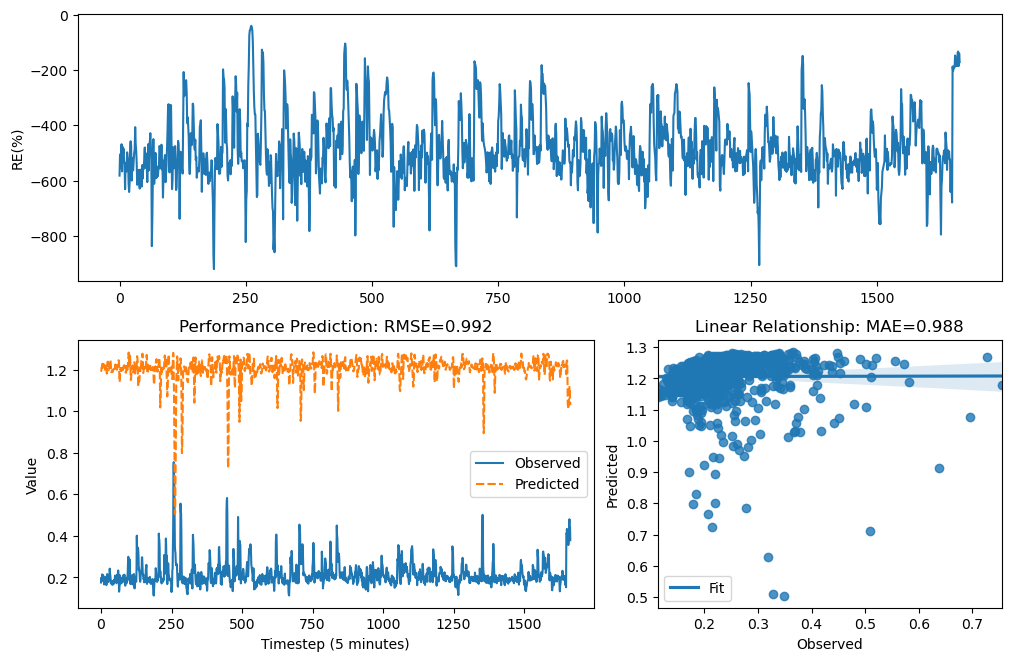 0
−200
−400
−600
−800
RE(%)
0 250 500 750 1000 1250 1500
Performance Prediction: RMSE=0.992
1.2
1.0
0.8
0.6
0.4
0.2
Value
Observed
Predicted
0 250 500 750 1000 1250 1500
Timestep (5 minutes)
Linear Relationship: MAE=0.988
1.3
1.2
1.1
1.0
0.9
0.8
0.7
0.6
0.5
Predicted
Fit
0.2 0.3 0.4 0.5 0.6 0.7
Observed